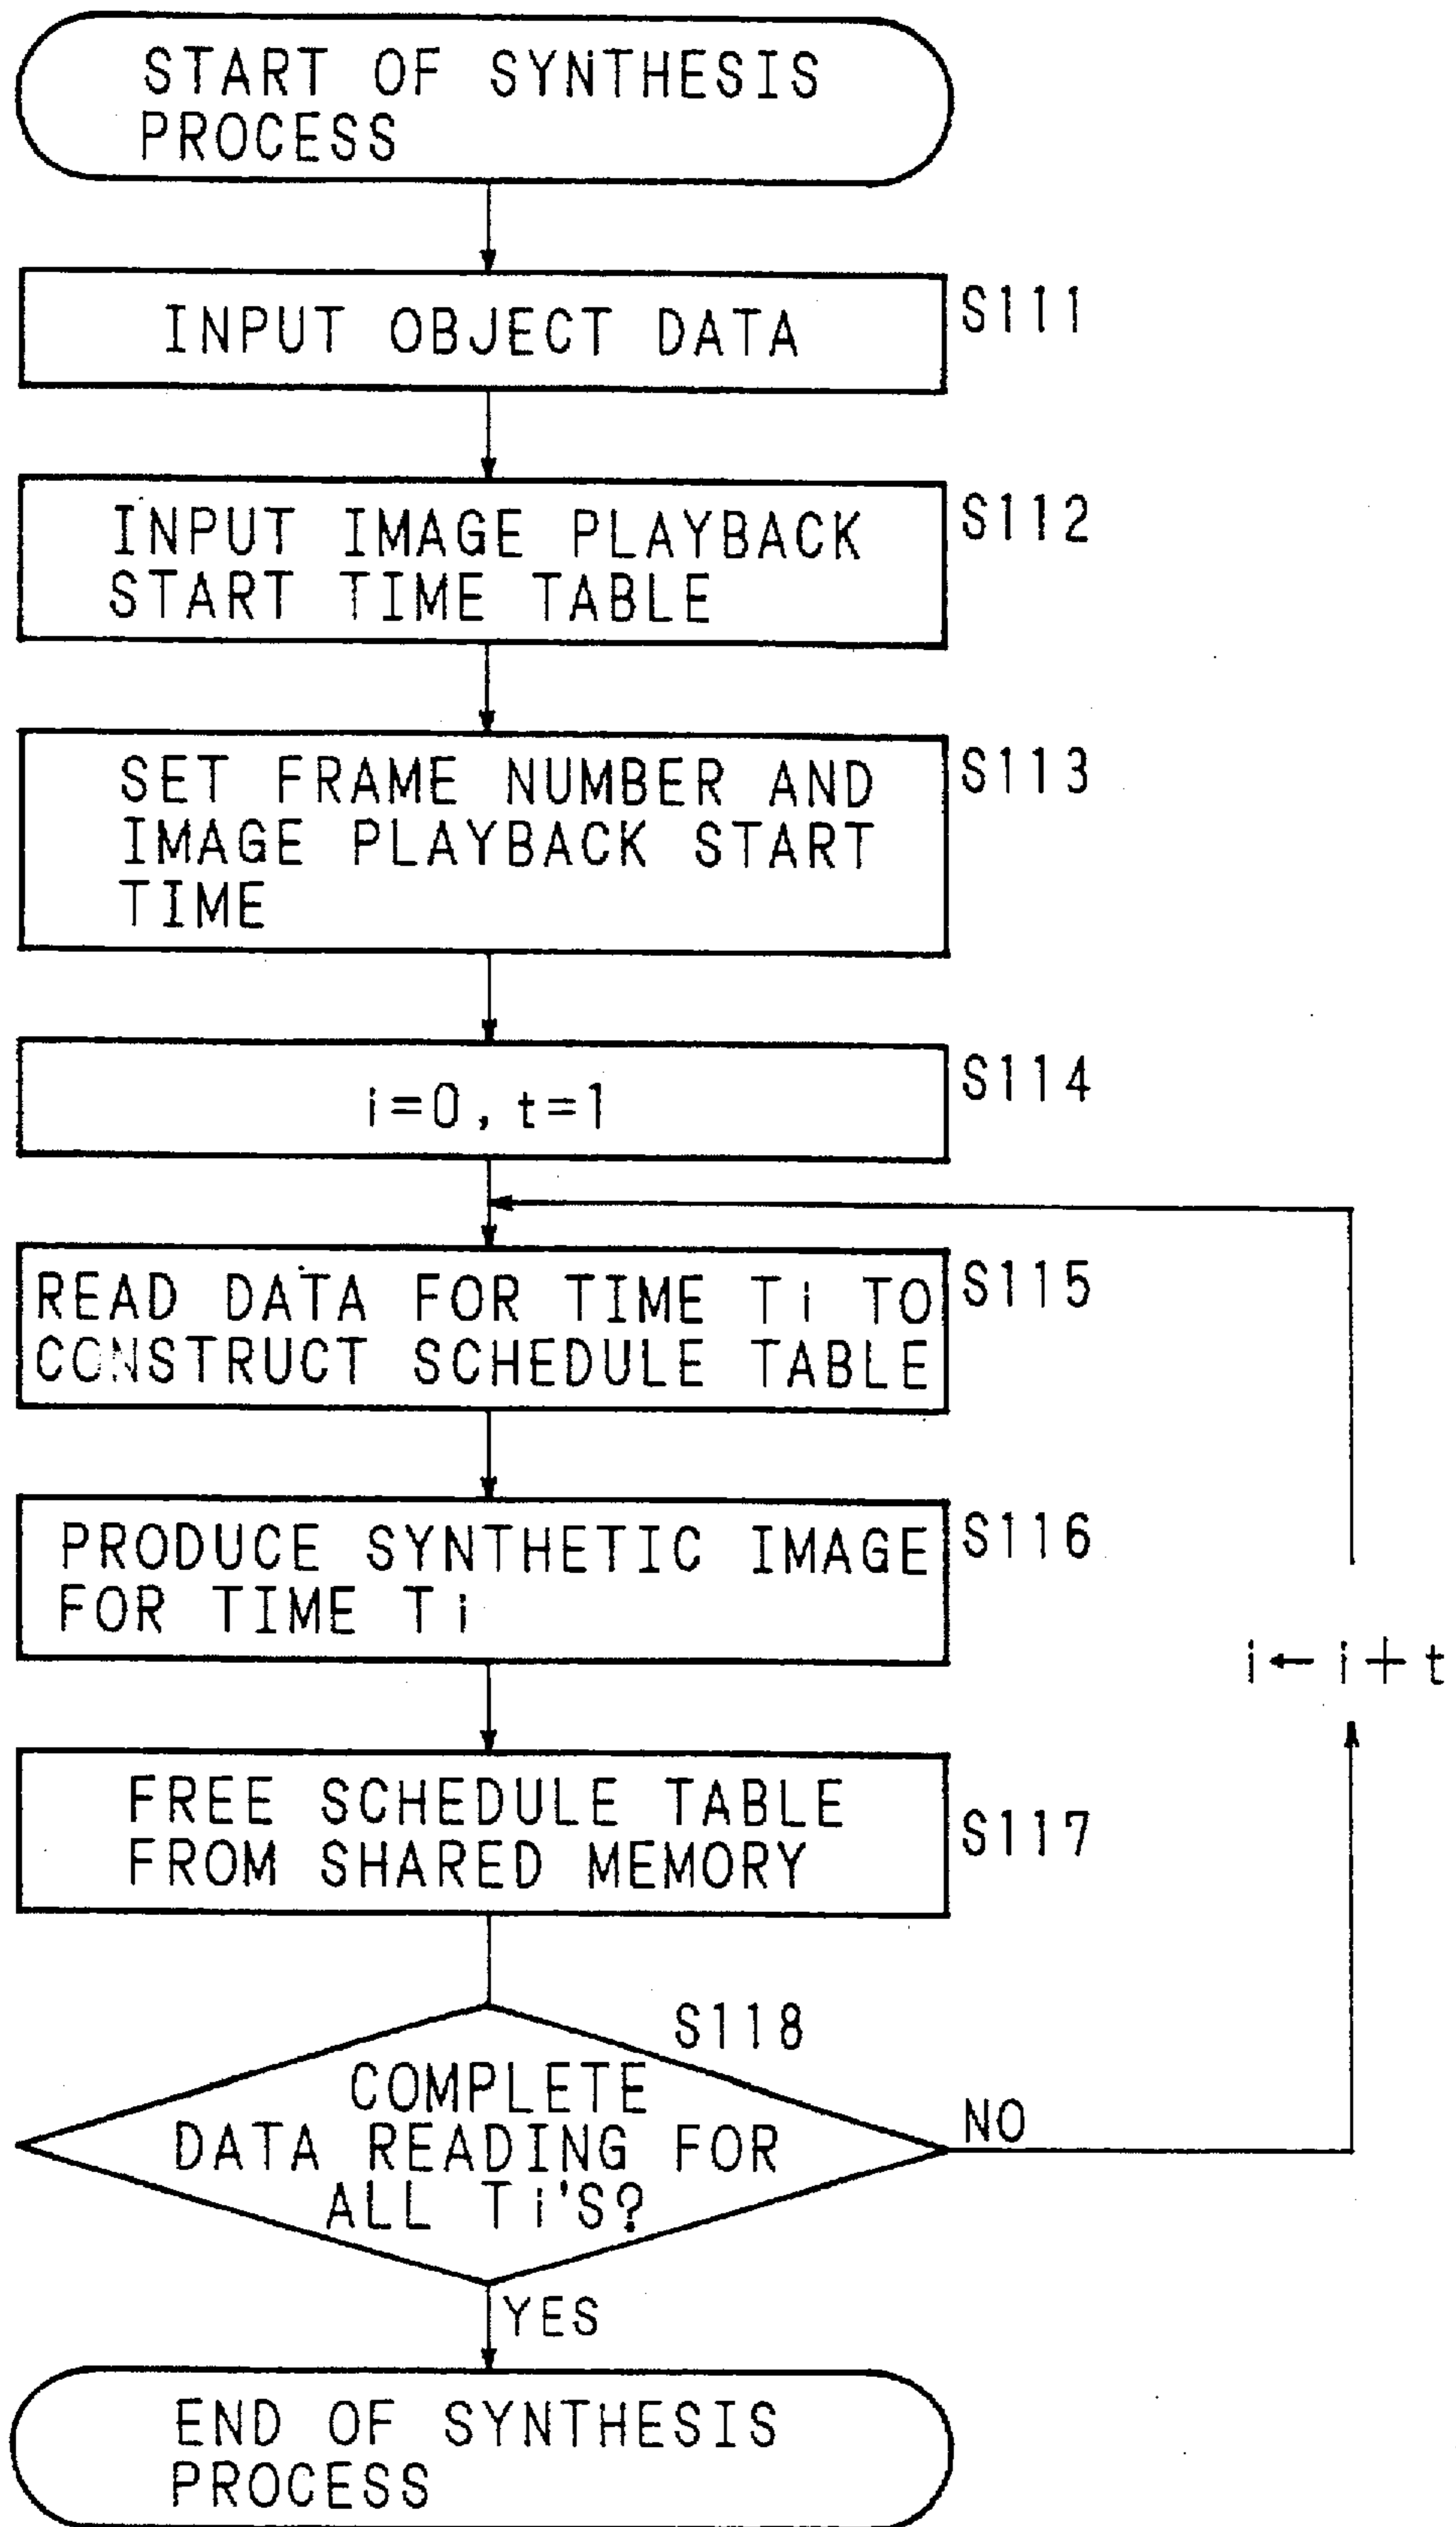 START OF SYNTHESIS
PROCESS
INPUT OBJECT DATA
S111
INPUT IMAGE PLAYBACK
START TIME TABLE
S112
SET FRAME NUMBER AND
IMAGE PLAYBACK START
TIME
S113
i=0, t=1
S114
READ DATA FOR TIME Ti TO
CONSTRUCT SCHEDULE TABLE
S115
PRODUCE SYNTHETIC IMAGE
FOR TIME Ti
S116
i←i+t
FREE SCHEDULE TABLE
FROM SHARED MEMORY
S117
S118
COMPLETE
DATA READING FOR
ALL Ti'S?
NO
YES
END OF SYNTHESIS
PROCESS